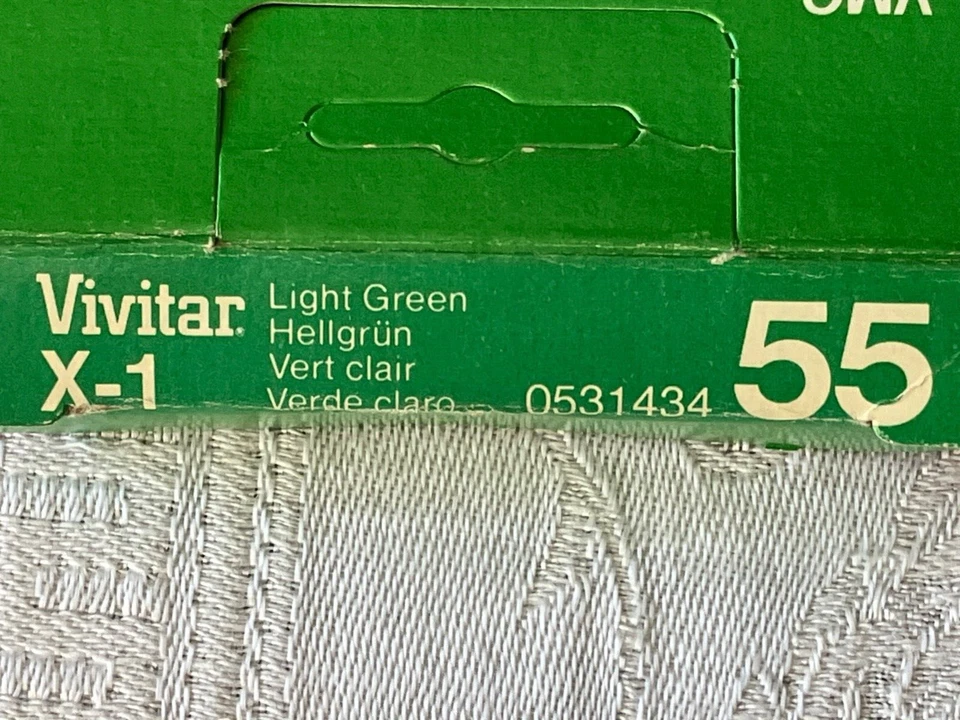 Vivitar
X-1
Light Green
Hellgrün
Vert clair
Verde claro
0531434
55